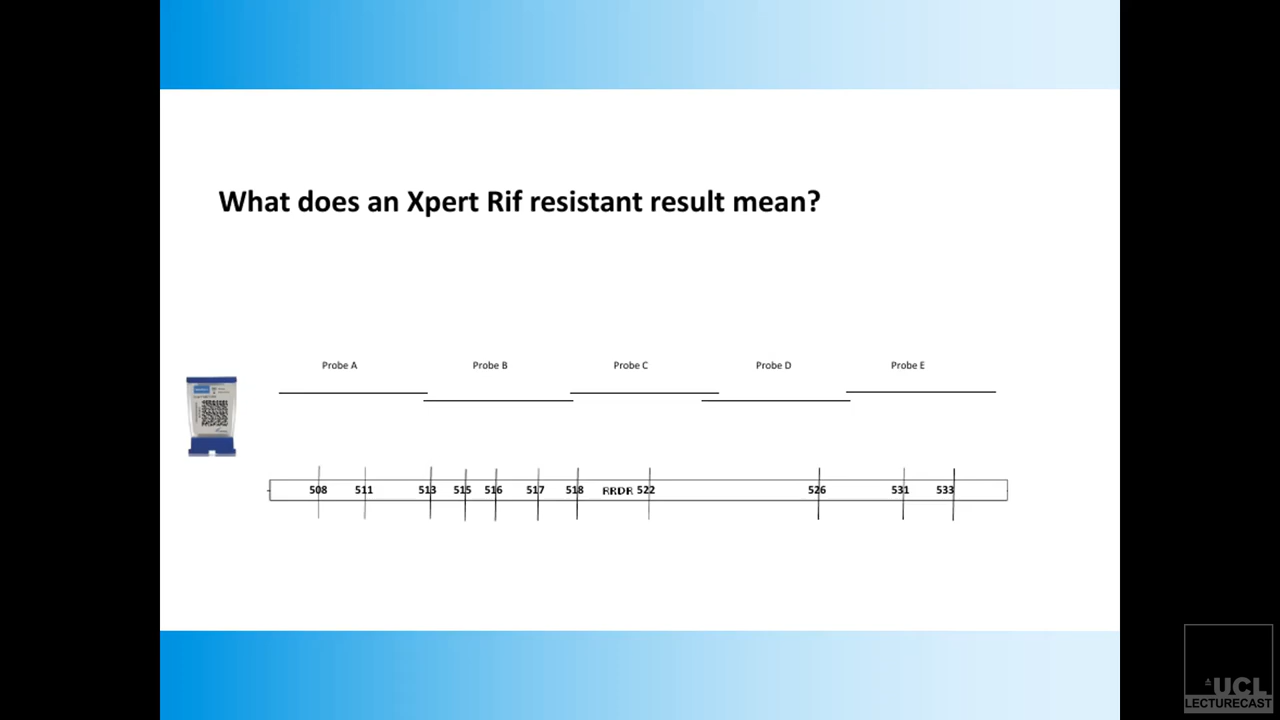 What does an Xpert Rif resistant result mean?
Probe A Probe B Probe C Probe D Probe E
508 511 513 515 516 517 518 RRDR 522 526 531 533
UCL
LECTURECAST